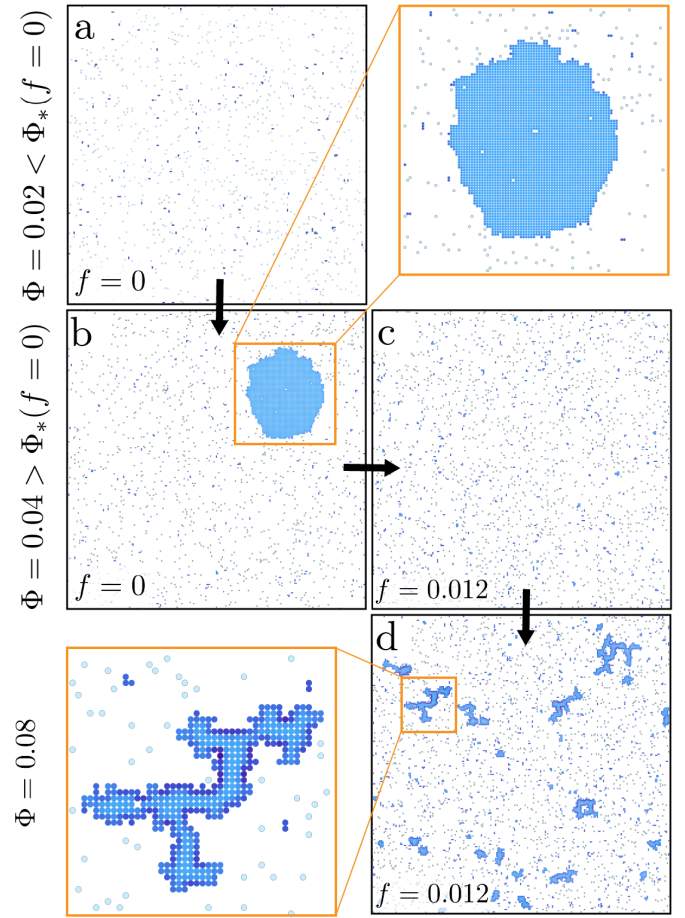 a
Φ = 0.02 < Φ∗(f = 0)
f = 0
b
c
Φ = 0.04 > Φ∗(f = 0)
f = 0
f = 0.012
d
Φ = 0.08
f = 0.012